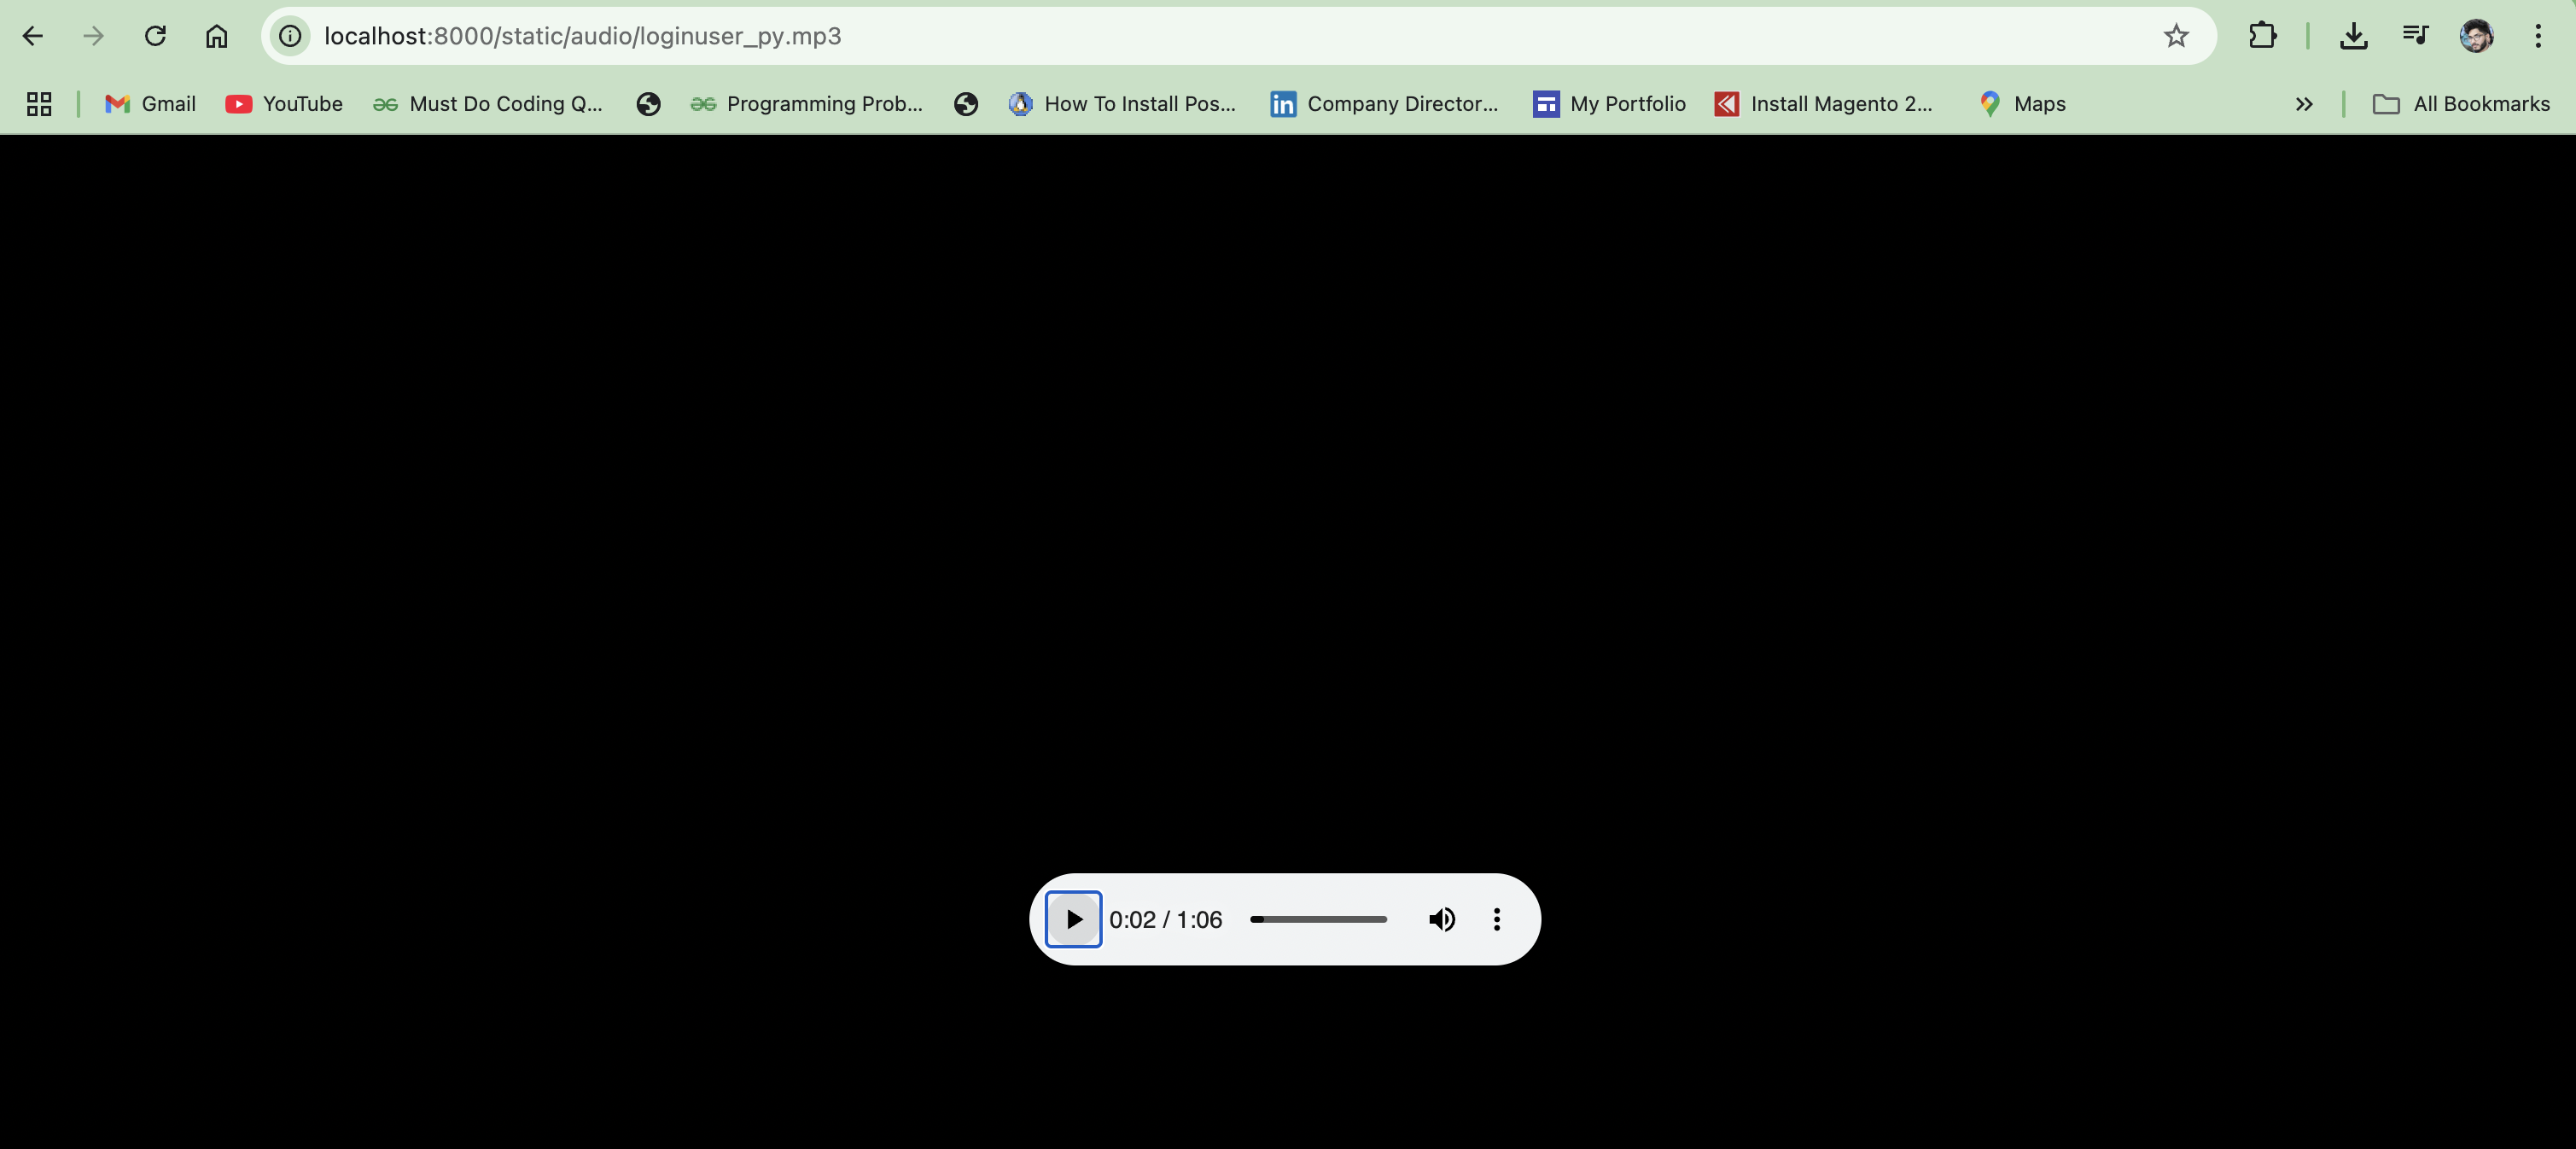 localhost:8000/static/audio/loginuser_py.mp3
Gmail YouTube Must Do Coding Q... Programming Prob... How To Install Pos... Company Director... My Portfolio Install Magento 2... Maps All Bookmarks
0:02 / 1:06